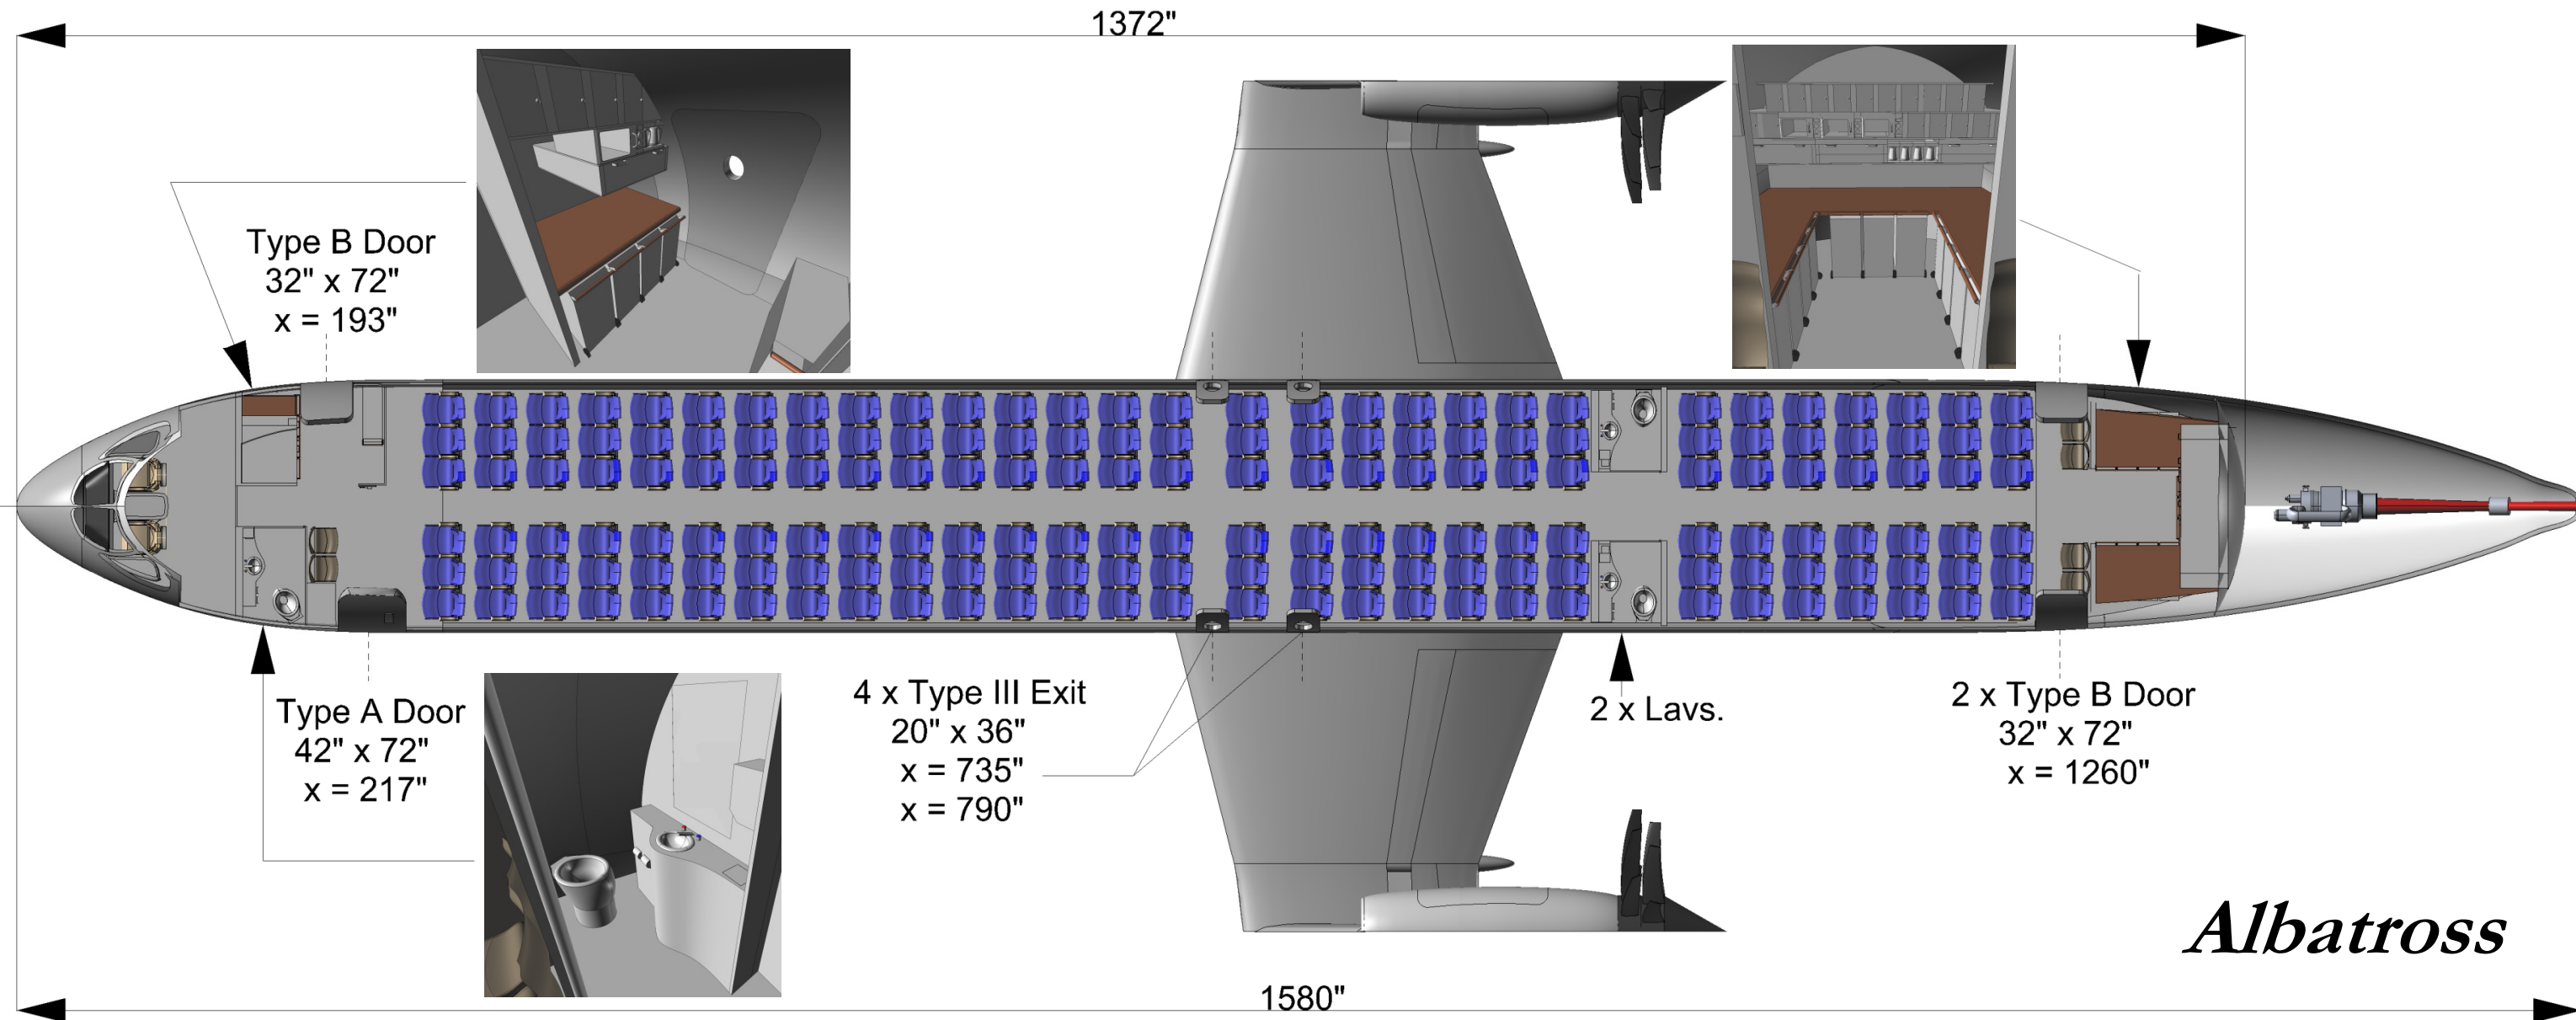 1372"
Type B Door
32" x 72"
x = 193"
Type A Door
42" x 72"
x = 217"
4 x Type III Exit
20" x 36"
x = 735"
x = 790"
2 x Lavs.
2 x Type B Door
32" x 72"
x = 1260"
Albatross
1580"